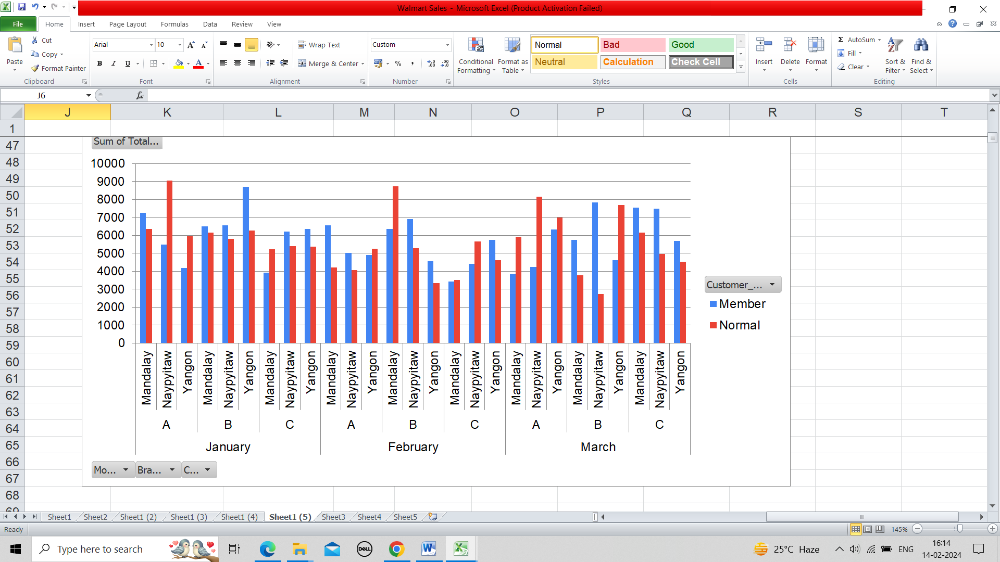 Walmart Sales - Microsoft Excel (Product Activation Failed)
File Home Insert Page Layout Formulas Data Review View
Paste Cut Copy Format Painter
Clipboard
Arial 10
B I U
Font
Wrap Text
Merge & Center
Alignment
Custom
%
Number
Conditional Formatting Format as Table
Normal Bad Good
Neutral Calculation Check Cell
Styles
Insert Delete Format
Cells
Σ AutoSum
Fill
Clear
Sort & Filter Find & Select
Editing
J6 fx
J K L M N O P Q R S T
1
47
48
49
50
51
52
53
54
55
56
57
58
59
60
61
62
63
64
65
66
67
68
69
Sum of Total...
10000
9000
8000
7000
6000
5000
4000
3000
2000
1000
0
Mandalay Naypyitaw Yangon Mandalay Naypyitaw Yangon Mandalay Naypyitaw Yangon Mandalay Naypyitaw Yangon Mandalay Naypyitaw Yangon Mandalay Naypyitaw Yangon Mandalay Naypyitaw Yangon Mandalay Naypyitaw Yangon Mandalay Naypyitaw Yangon
A B C A B C A B C
January February March
Customer_...
Member
Normal
Mo... Bra... C...
Sheet1 Sheet2 Sheet1 (2) Sheet1 (3) Sheet1 (4) Sheet1 (5) Sheet3 Sheet4 Sheet5
Ready 145%
Type here to search
DELL
25°C Haze
ENG
16:14
14-02-2024